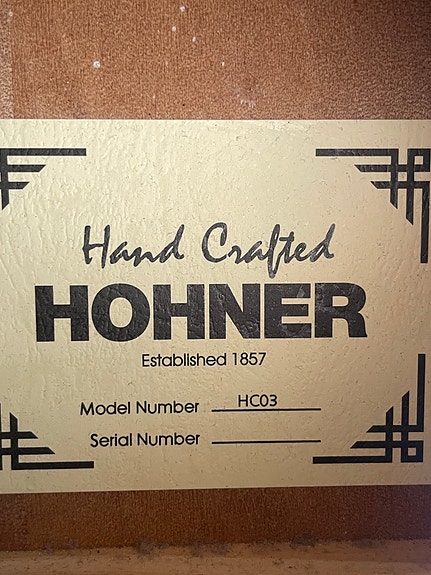 Hand Crafted
HOHNER
Established 1857
Model Number HC03
Serial Number